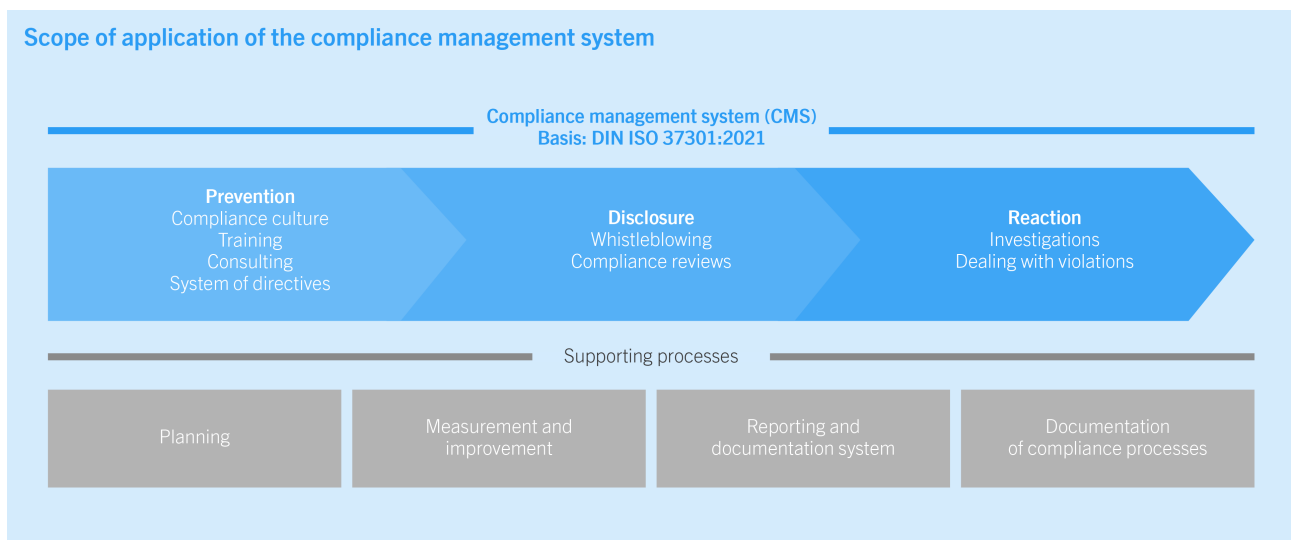 Scope of application of the compliance management system
Compliance management system (CMS)
Basis: DIN ISO 37301:2021
Prevention
Compliance culture
Training
Consulting
System of directives
Disclosure
Whistleblowing
Compliance reviews
Reaction
Investigations
Dealing with violations
Supporting processes
Planning
Measurement and
improvement
Reporting and
documentation system
Documentation
of compliance processes